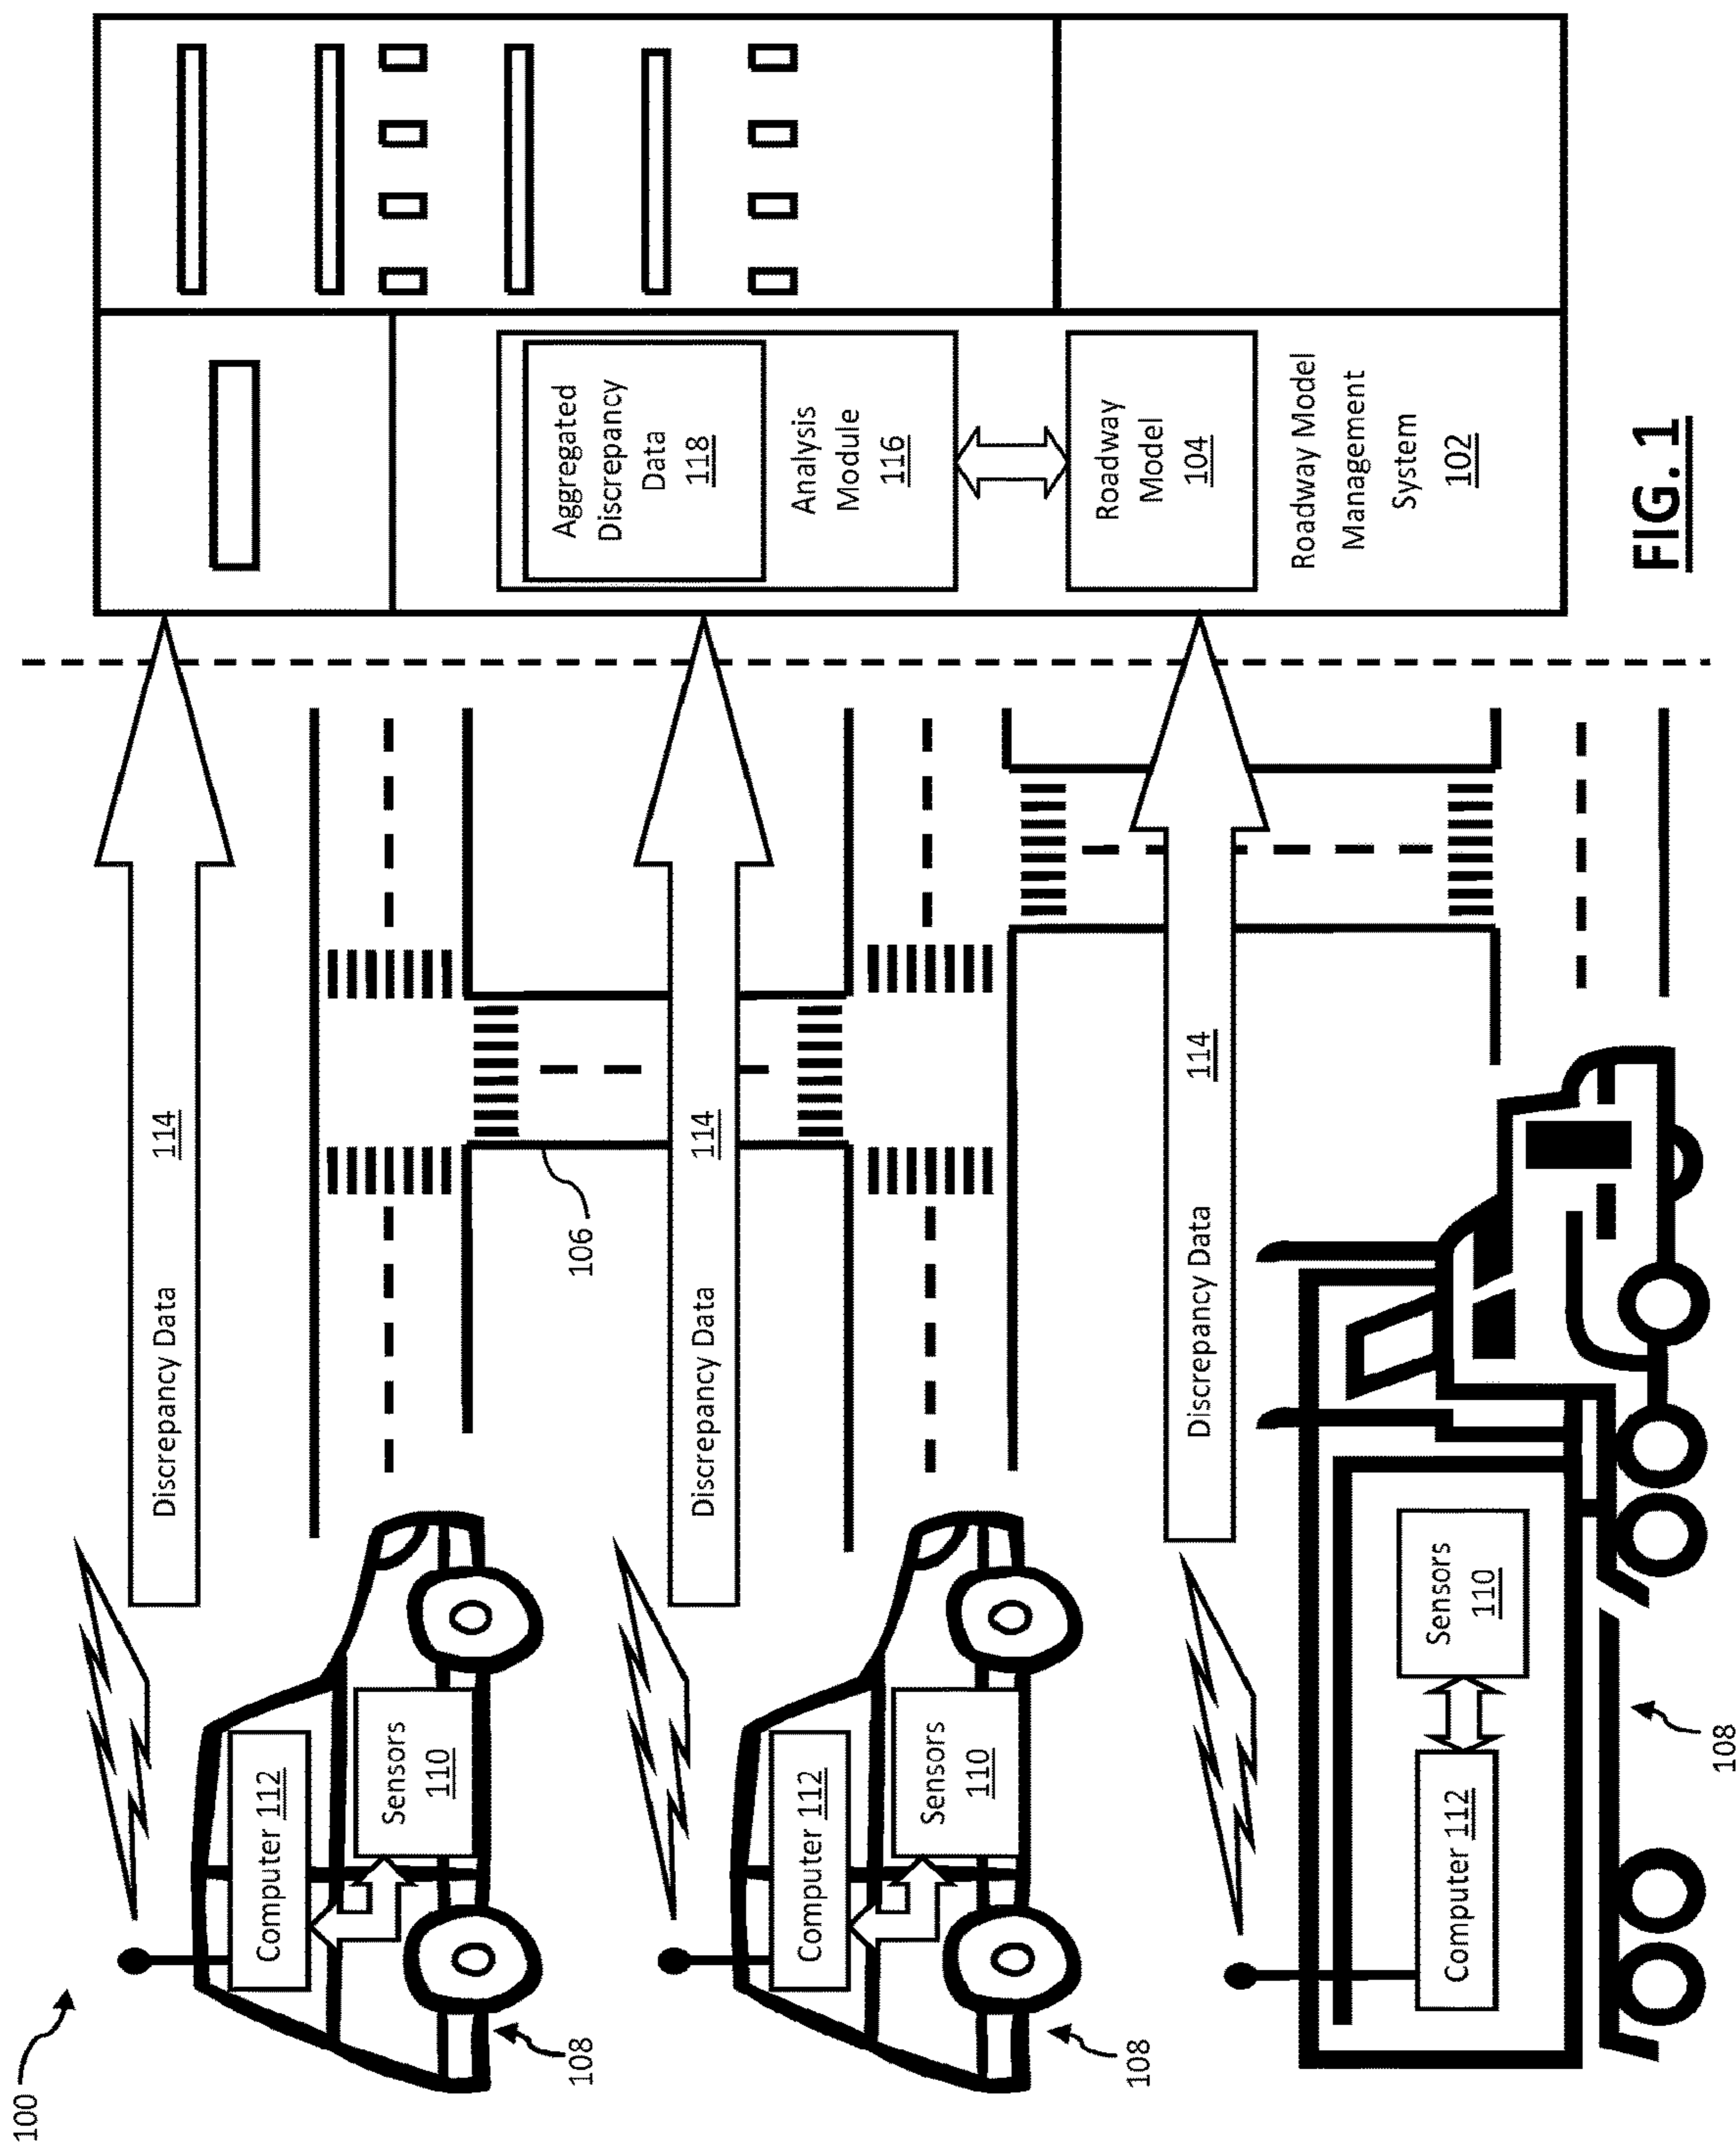 100
Discrepancy Data 114
Computer 112
Sensors
110
108
106
Discrepancy Data 114
Computer 112
Sensors
110
108
Discrepancy Data 114
Computer 112
Sensors
110
108
Aggregated
Discrepancy
Data
118
Analysis
Module
116
Roadway
Model
104
Roadway Model
Management
System
102
FIG. 1